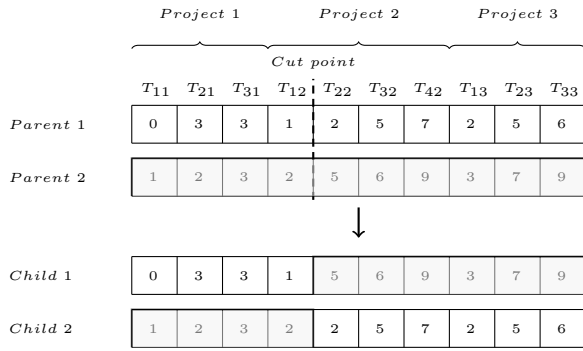 Project 1 Project 2 Project 3
Cut point
T11 T21 T31 T12 T22 T32 T42 T13 T23 T33
Parent 1 0 3 3 1 2 5 7 2 5 6
Parent 2 1 2 3 2 5 6 9 3 7 9
Child 1 0 3 3 1 5 6 9 3 7 9
Child 2 1 2 3 2 2 5 7 2 5 6